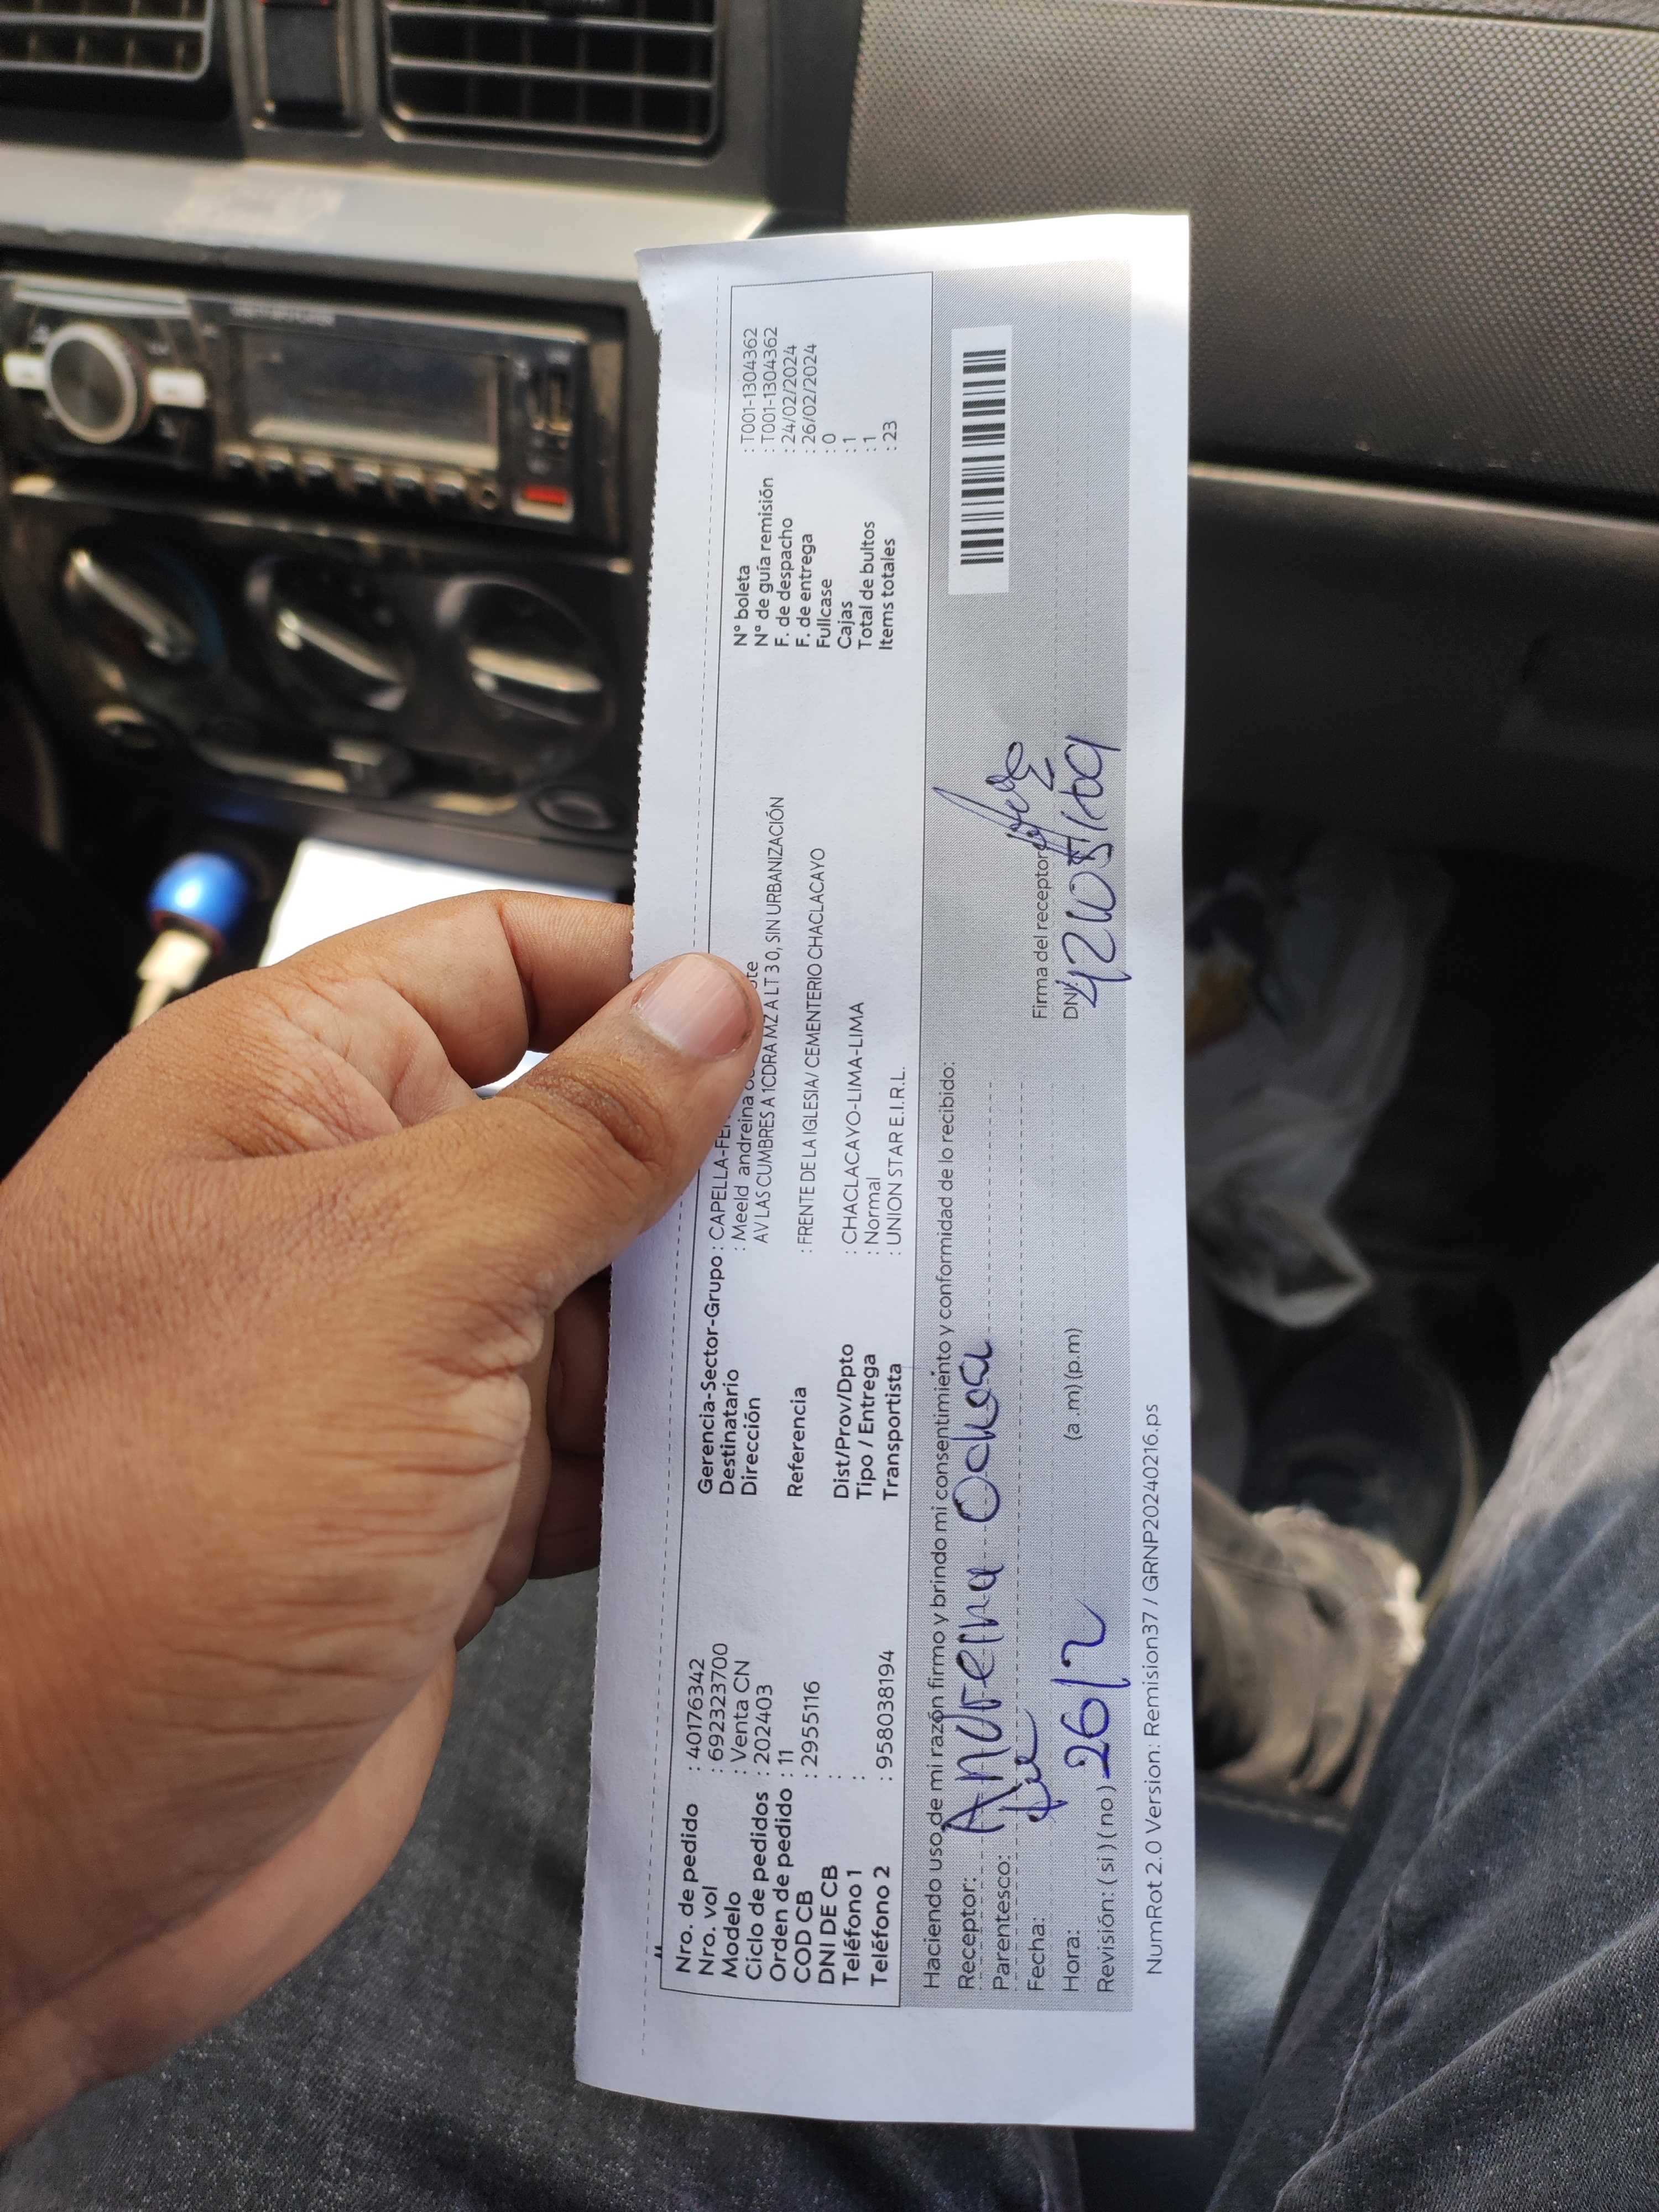 Nro. de pedido : 40176342
Nro. vol : 692323700
Modelo : Venta CN
Ciclo de pedidos : 202403
Orden de pedido : 11
COD CB : 2955116
DNI DE CB :
Teléfono 1 :
Teléfono 2 : 958038194
Gerencia-Sector-Grupo : CAPELLA-
Destinatario : Meeld andreina
Dirección AV LAS CUMBRES A 1CDRA MZ A LT 30, SIN URBANIZACIÓN
Referencia : FRENTE DE LA IGLESIA/ CEMENTERIO CHACLACAYO
Dist/Prov/Dpto : CHACLACAYO-LIMA-LIMA
Tipo / Entrega : Normal
Transportista : UNION STAR E.I.R.L.
N° boleta : T001-1304362
N° de guía remisión : T001-1304362
F. de despacho : 24/02/2024
F. de entrega : 26/02/2024
Fullcase : 0
Cajas : 1
Total de bultos : 1
Items totales : 23
Haciendo uso de mi razón firmo y brindo mi consentimiento y conformidad de lo recibido:
Receptor: Andreina Ochoa
Parentesco:
Fecha:
Hora: (a.m) (p.m)
Revisión: ( si ) ( no ) 26/2
Firma del receptor
DNI:
NumRot 2.0 Version: Remision37 / GRNP20240216.ps